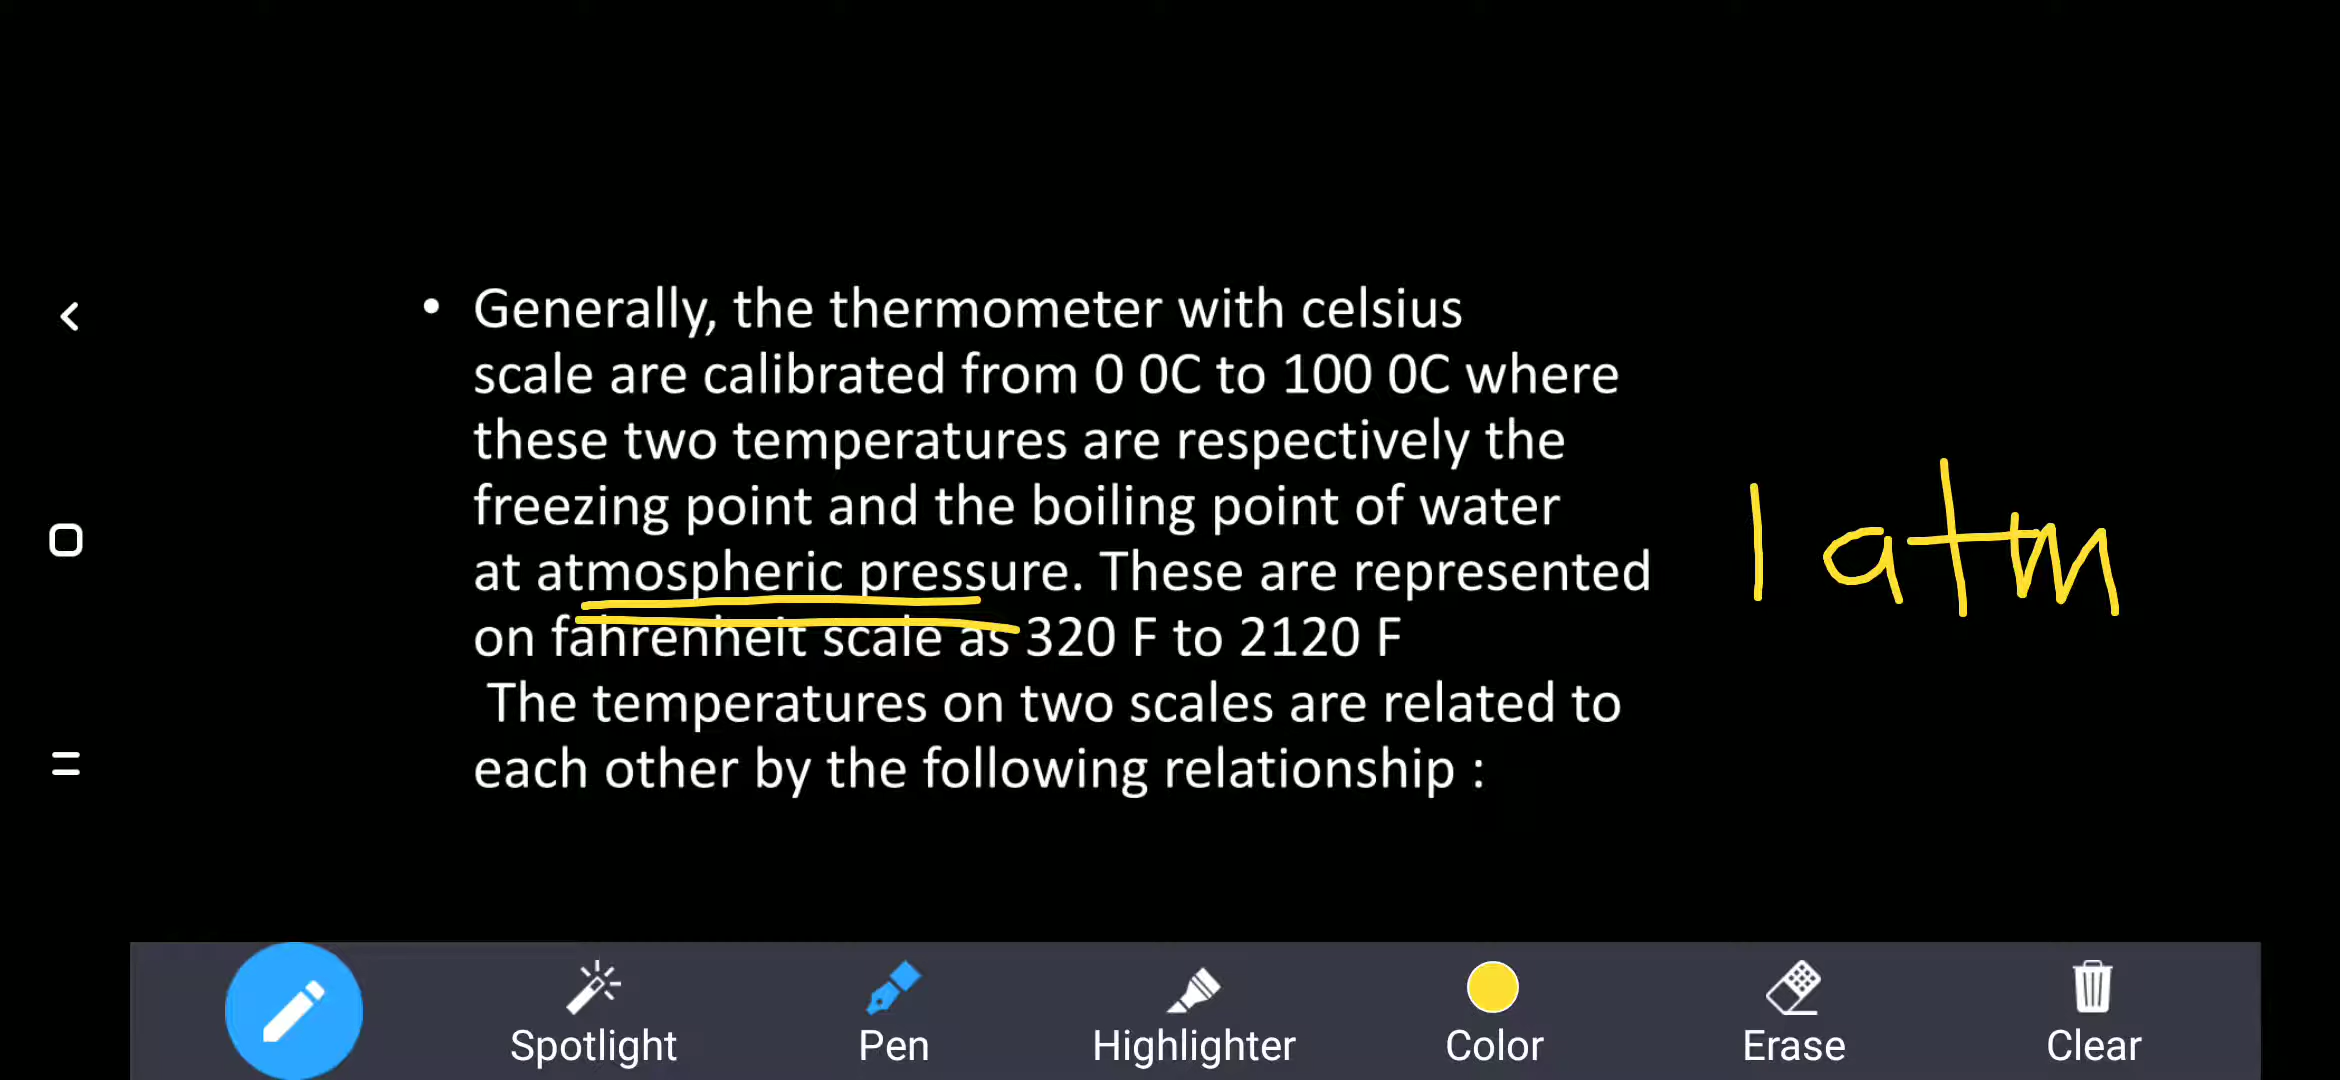 • Generally, the thermometer with celsius
scale are calibrated from 0 0C to 100 0C where
these two temperatures are respectively the
freezing point and the boiling point of water
at atmospheric pressure. These are represented
on fahrenheit scale as 320 F to 2120 F
The temperatures on two scales are related to
each other by the following relationship :
1 atm
Spotlight
Pen
Highlighter
Color
Erase
Clear